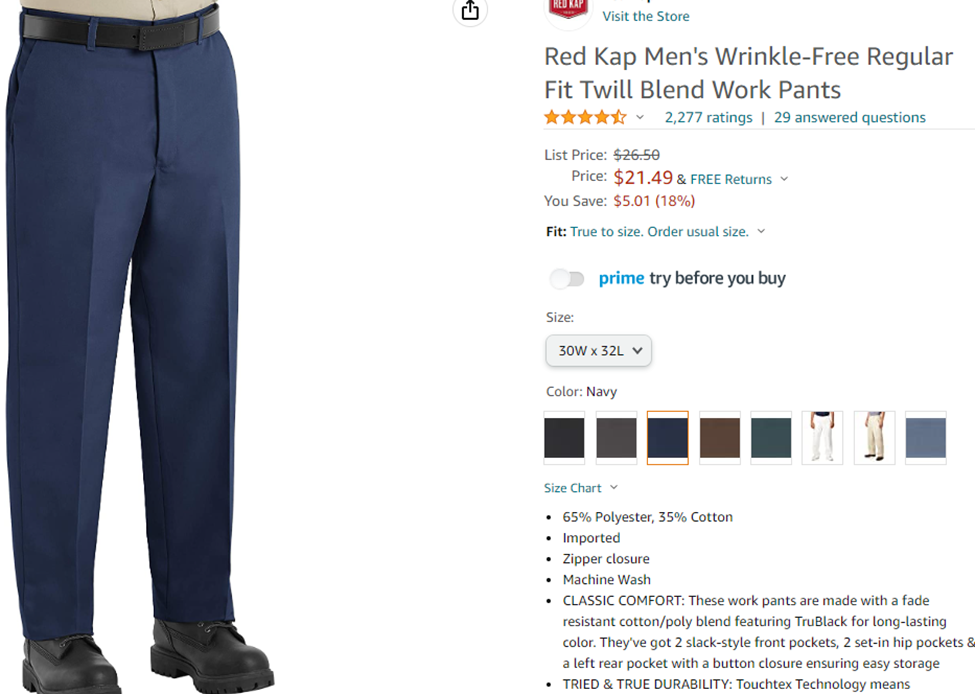 RED KAP
Visit the Store
Red Kap Men's Wrinkle-Free Regular
Fit Twill Blend Work Pants
2,277 ratings | 29 answered questions
List Price: $26.50
Price: $21.49 & FREE Returns
You Save: $5.01 (18%)
Fit: True to size. Order usual size.
prime try before you buy
Size:
30W x 32L
Color: Navy
Size Chart
• 65% Polyester, 35% Cotton
• Imported
• Zipper closure
• Machine Wash
• CLASSIC COMFORT: These work pants are made with a fade
resistant cotton/poly blend featuring TruBlack for long-lasting
color. They've got 2 slack-style front pockets, 2 set-in hip pockets &
a left rear pocket with a button closure ensuring easy storage
• TRIED & TRUE DURABILITY: Touchtex Technology means